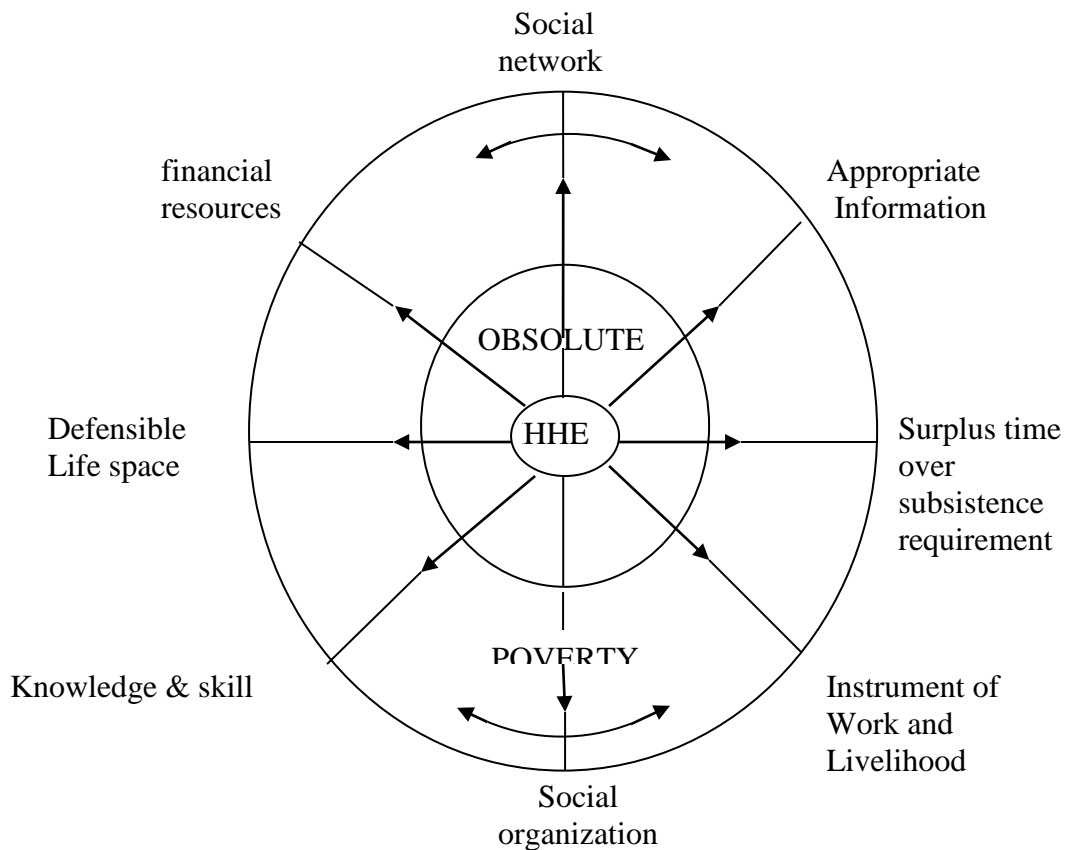 Social
network
financial
resources
Appropriate
Information
OBSOLUTE
HHE
Defensible
Life space
Surplus time
over
subsistence
requirement
POVERTY
Knowledge & skill
Instrument of
Work and
Livelihood
Social
organization